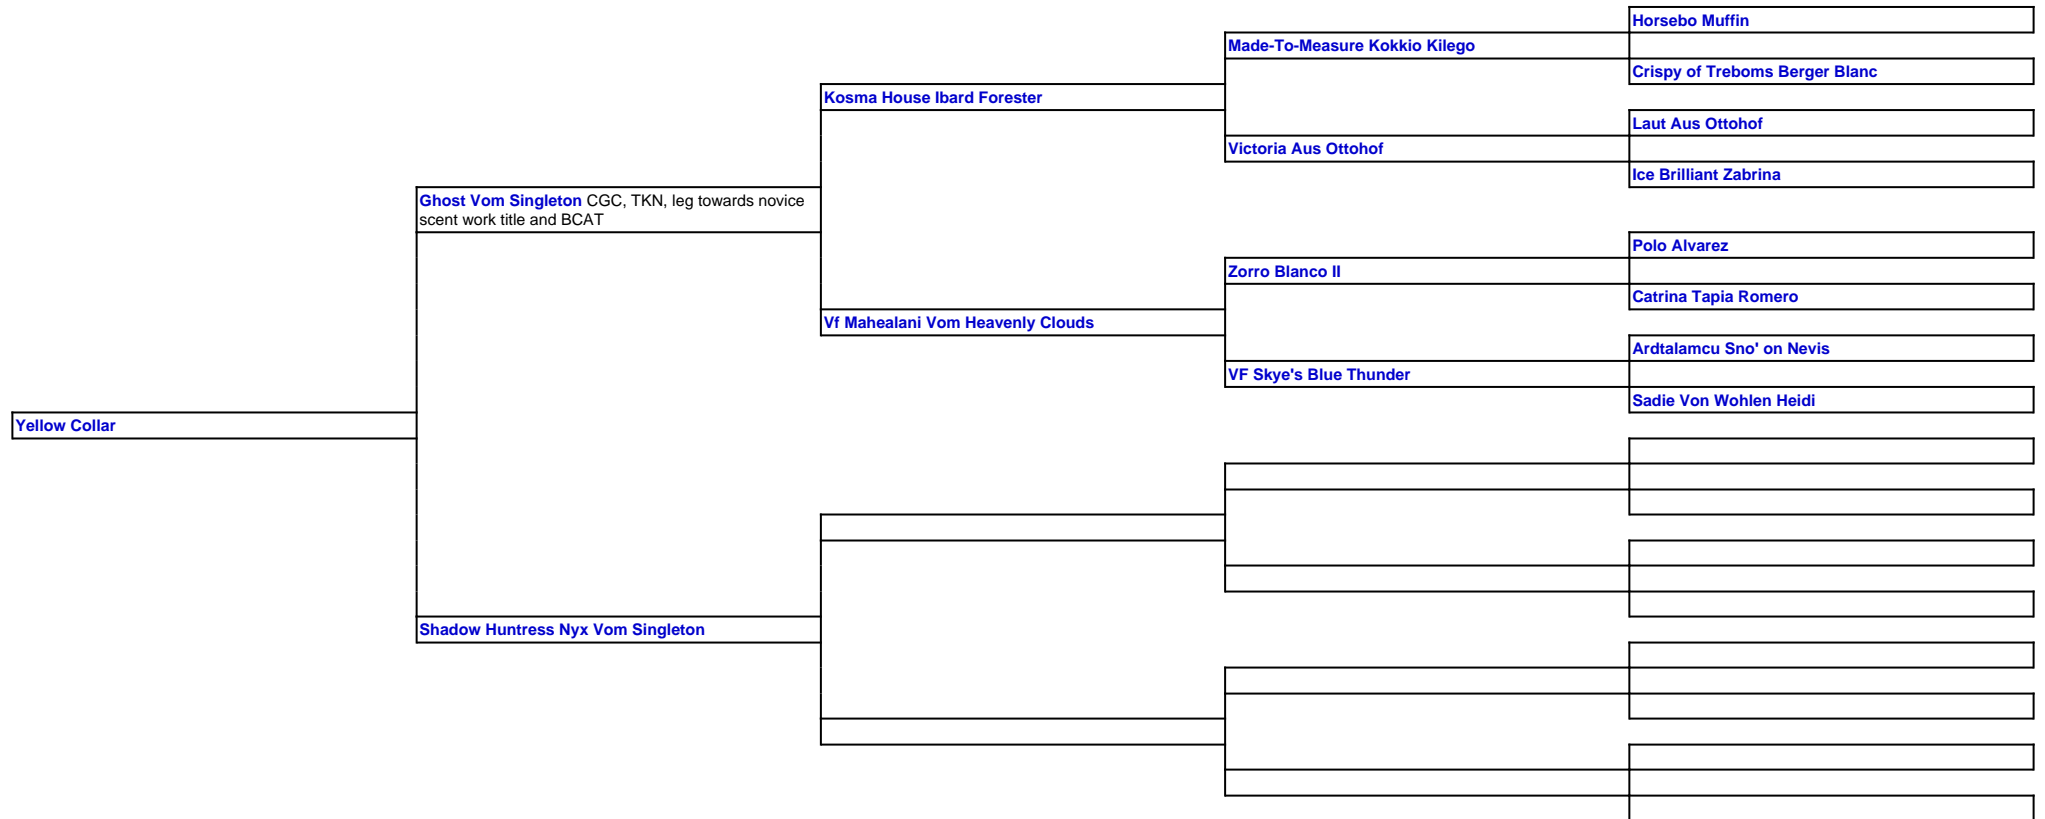 Horsebo Muffin
Made-To-Measure Kokkio Kilego
Crispy of Treboms Berger Blanc
Kosma House Ibard Forester
Laut Aus Ottohof
Victoria Aus Ottohof
Ice Brilliant Zabrina
Ghost Vom Singleton CGC, TKN, leg towards novice
scent work title and BCAT
Polo Alvarez
Zorro Blanco II
Catrina Tapia Romero
Vf Mahealani Vom Heavenly Clouds
Ardtalamcu Sno' on Nevis
VF Skye's Blue Thunder
Sadie Von Wohlen Heidi
Yellow Collar
Shadow Huntress Nyx Vom Singleton